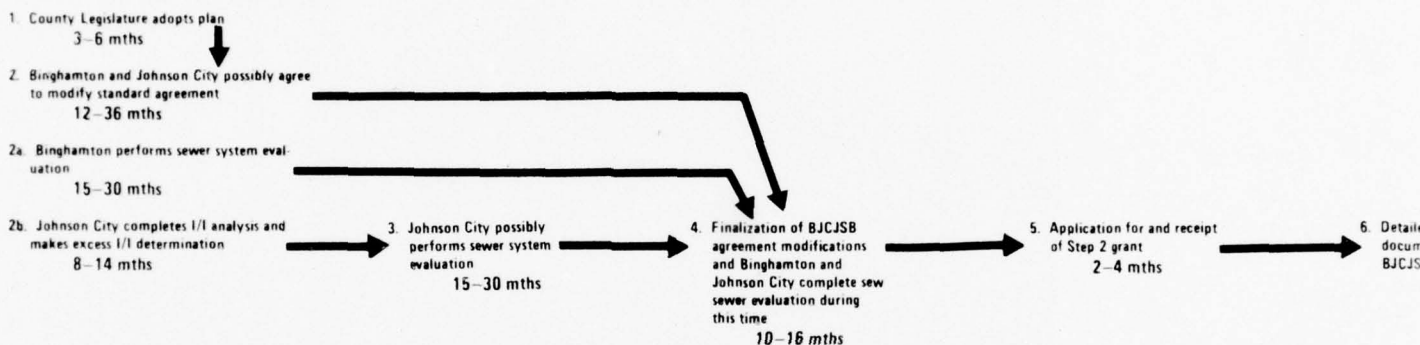 1. County Legislature adopts plan
3-6 mths
2. Binghamton and Johnson City possibly agree
to modify standard agreement
12-36 mths
2a. Binghamton performs sewer system eval-
uation
15-30 mths
2b. Johnson City completes I/I analysis and
makes excess I/I determination
8-14 mths
3. Johnson City possibly
performs sewer system
evaluation
15-30 mths
4. Finalization of BJCJSB
agreement modifications
and Binghamton and
Johnson City complete sew
sewer evaluation during
this time
10-16 mths
5. Application for and receipt
of Step 2 grant
2-4 mths
6. Detaile
docum
BJCJS